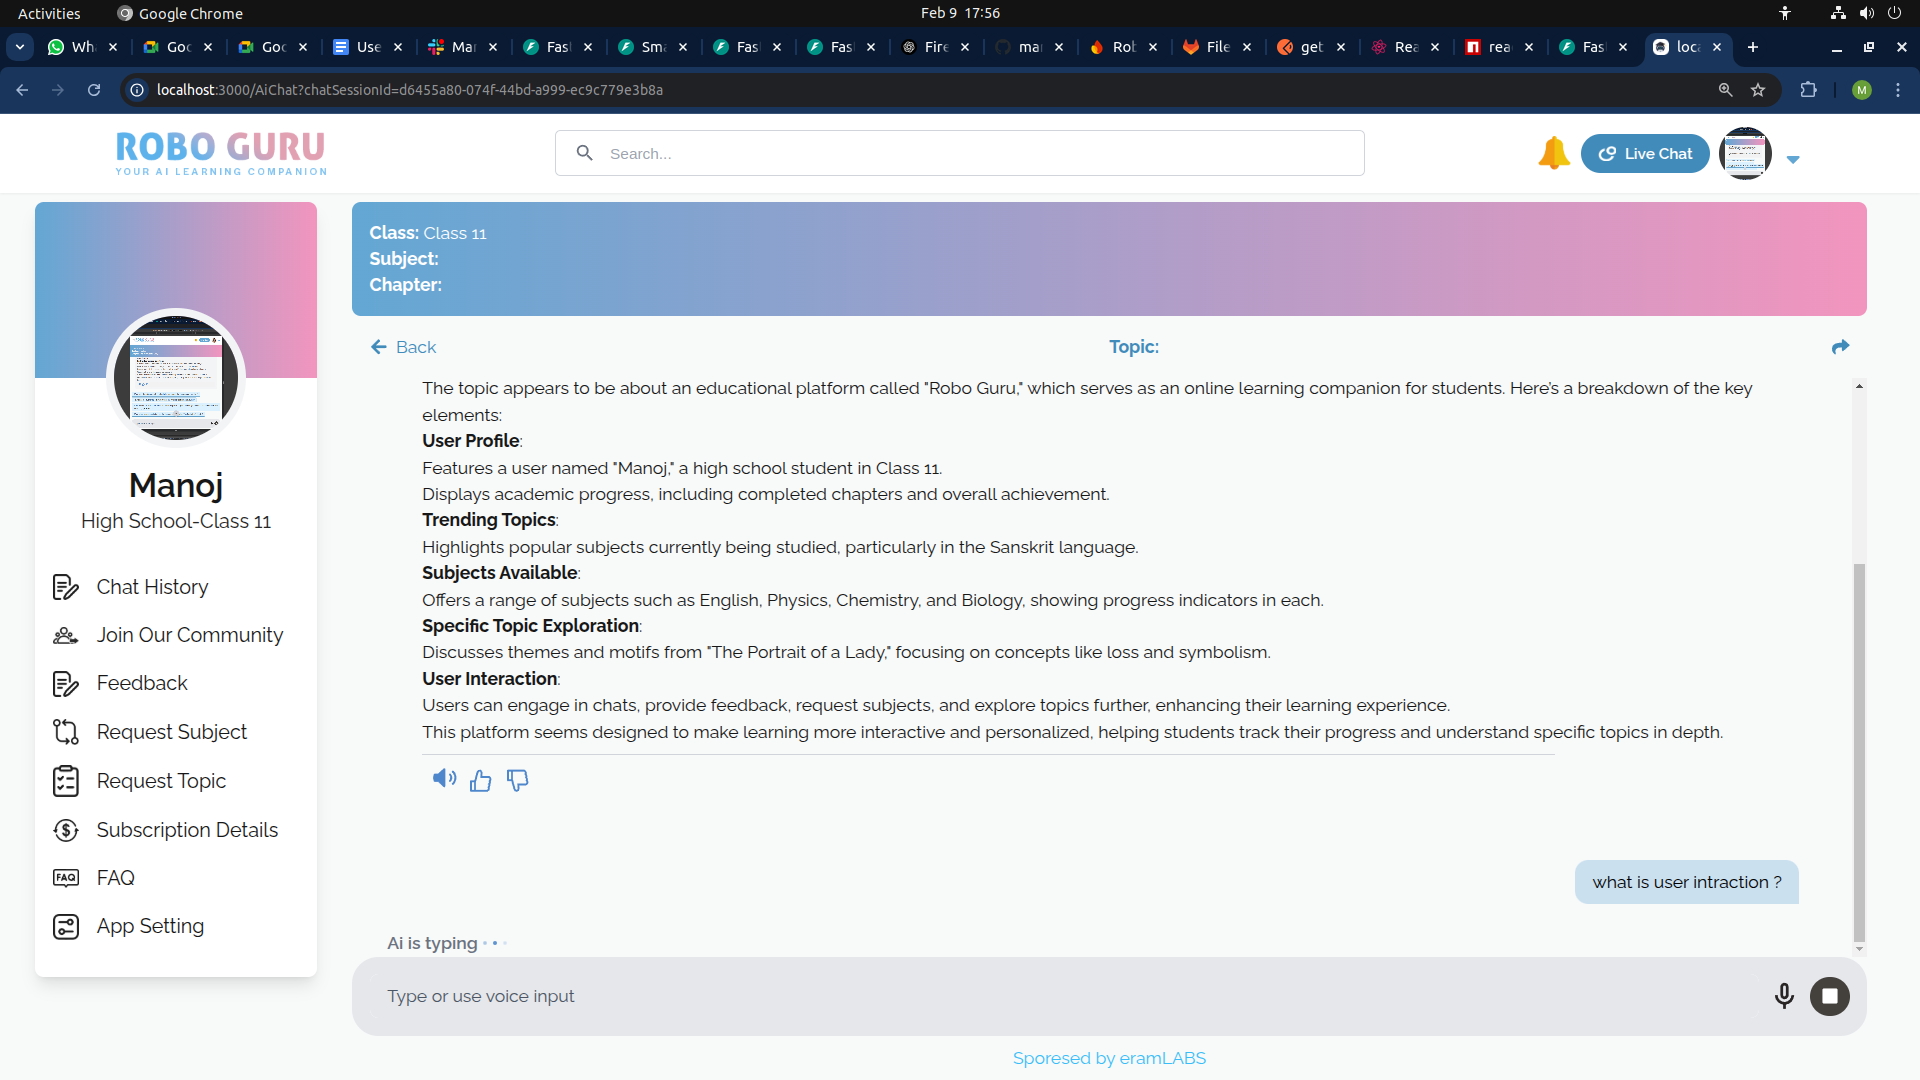 Activities
Google Chrome
Feb 9 17:56
Wh
Goo
Goo
Use
Mar
Fasl
Sma
Fasl
Fasl
Fire
mar
Rob
File
get
Rea
rea
Fasl
loca
localhost:3000/AiChat?chatSessionId=d6455a80-074f-44bd-a999-ec9c779e3b8a
M
ROBO GURU
YOUR AI LEARNING COMPANION
Search...
Live Chat
Class: Class 11
Subject:
Chapter:
Back
Topic:
Manoj
High School-Class 11
Chat History
Join Our Community
Feedback
Request Subject
Request Topic
Subscription Details
FAQ
FAQ
App Setting
The topic appears to be about an educational platform called "Robo Guru," which serves as an online learning companion for students. Here's a breakdown of the key
elements:
User Profile:
Features a user named "Manoj," a high school student in Class 11.
Displays academic progress, including completed chapters and overall achievement.
Trending Topics:
Highlights popular subjects currently being studied, particularly in the Sanskrit language.
Subjects Available:
Offers a range of subjects such as English, Physics, Chemistry, and Biology, showing progress indicators in each.
Specific Topic Exploration:
Discusses themes and motifs from "The Portrait of a Lady," focusing on concepts like loss and symbolism.
User Interaction:
Users can engage in chats, provide feedback, request subjects, and explore topics further, enhancing their learning experience.
This platform seems designed to make learning more interactive and personalized, helping students track their progress and understand specific topics in depth.
what is user intraction ?
Ai is typing
Type or use voice input
Sporesed by eramLABS